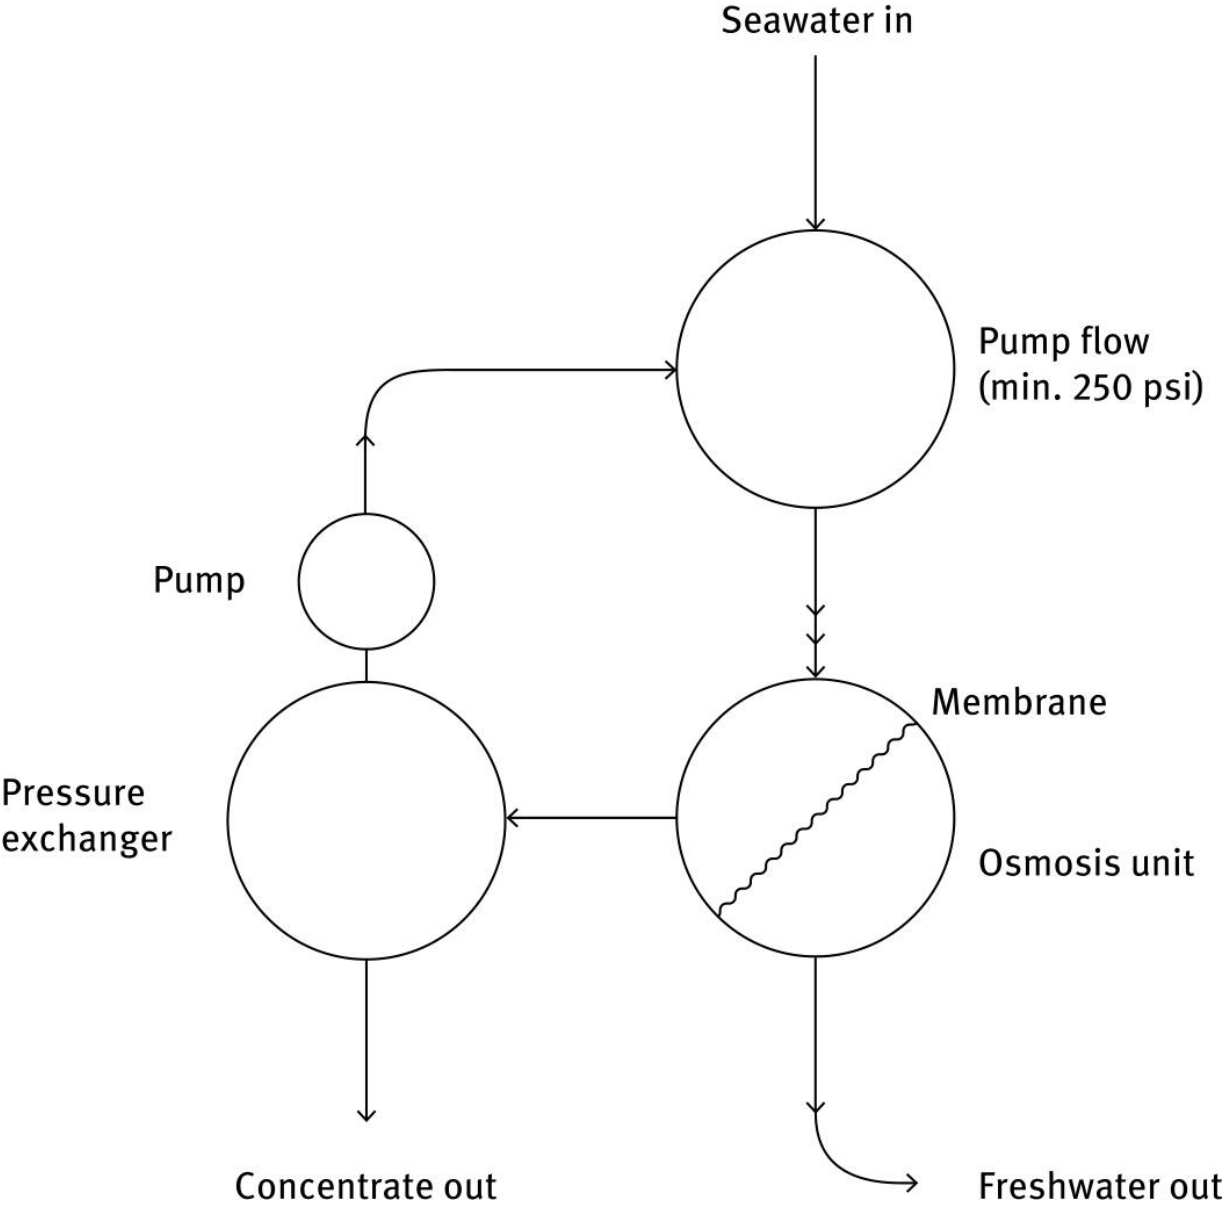 Seawater in
Pump flow
(min. 250 psi)
Pump
Membrane
Pressure
exchanger
Osmosis unit
Concentrate out
Freshwater out